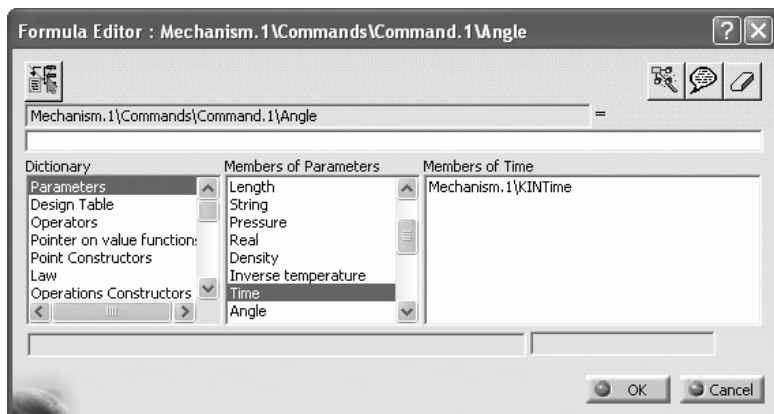 Formula Editor : Mechanism.1\Commands\Command.1\Angle
Mechanism.1\Commands\Command.1\Angle =
Dictionary
Members of Parameters
Members of Time
Parameters
Design Table
Operators
Pointer on value function:
Point Constructors
Law
Operations Constructors
Length
String
Pressure
Real
Density
Inverse temperature
Time
Angle
Mechanism.1\KINTime
OK
Cancel